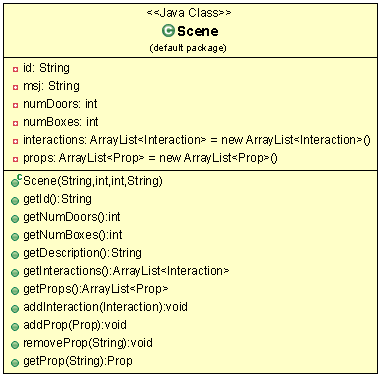 <<Java Class>>
Scene
(default package)
id: String
msj: String
numDoors: int
numBoxes: int
interactions: ArrayList<Interaction> = new ArrayList<Interaction>()
props: ArrayList<Prop> = new ArrayList<Prop>()
Scene(String,int,int,String)
getId():String
getNumDoors():int
getNumBoxes():int
getDescription():String
getInteractions():ArrayList<Interaction>
getProps():ArrayList<Prop>
addInteraction(Interaction):void
addProp(Prop):void
removeProp(String):void
getProp(String):Prop